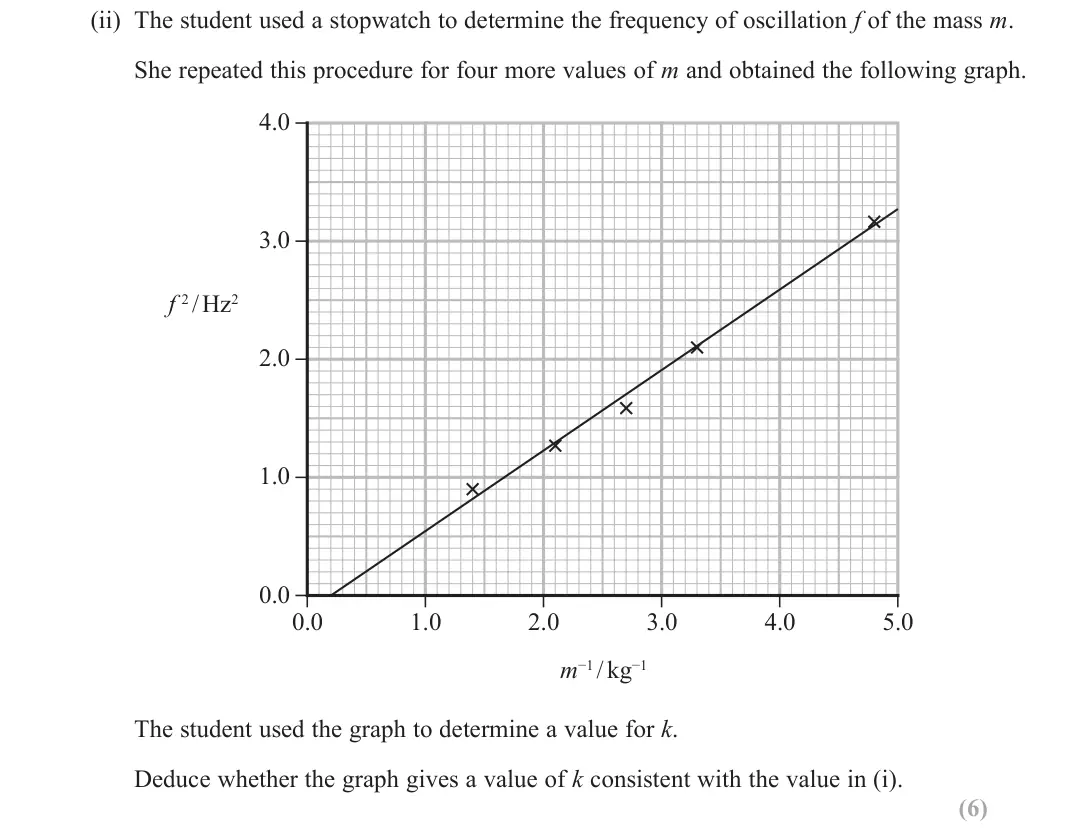 (ii) The student used a stopwatch to determine the frequency of oscillation f of the mass m.
She repeated this procedure for four more values of m and obtained the following graph.
4.0
3.0
f²/Hz²
2.0
1.0
0.0
0.0 1.0 2.0 3.0 4.0 5.0
m⁻¹/kg⁻¹
The student used the graph to determine a value for k.
Deduce whether the graph gives a value of k consistent with the value in (i).
(6)